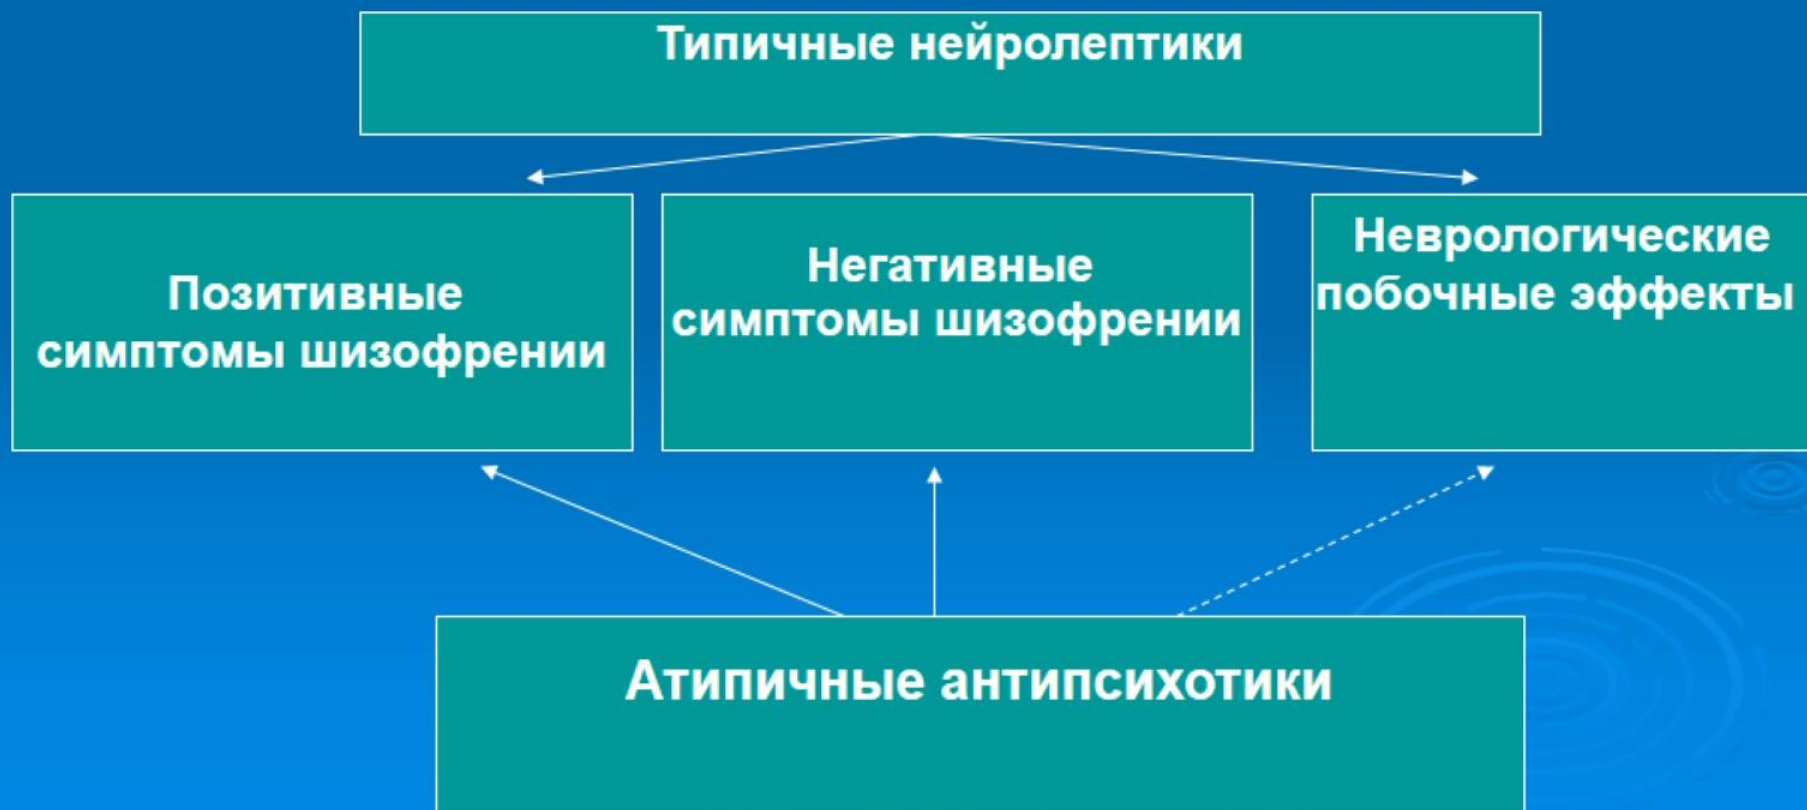 Типичные нейролептики
Позитивные
симптомы шизофрении
Негативные
симптомы шизофрении
Неврологические
побочные эффекты
Атипичные антипсихотики